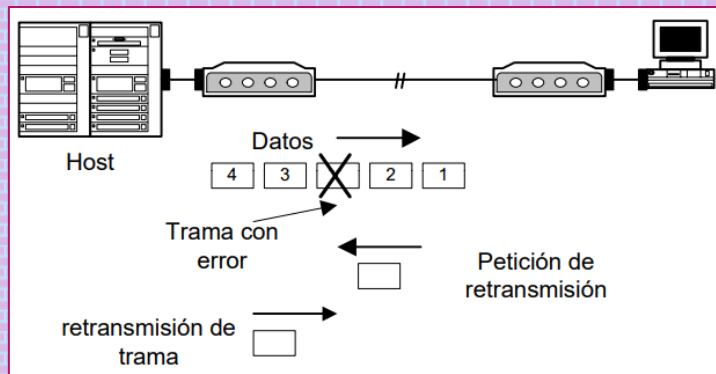 Host
Datos
4 3 2 1
Trama con
error
Petición de
retransmisión
retransmisión de
trama